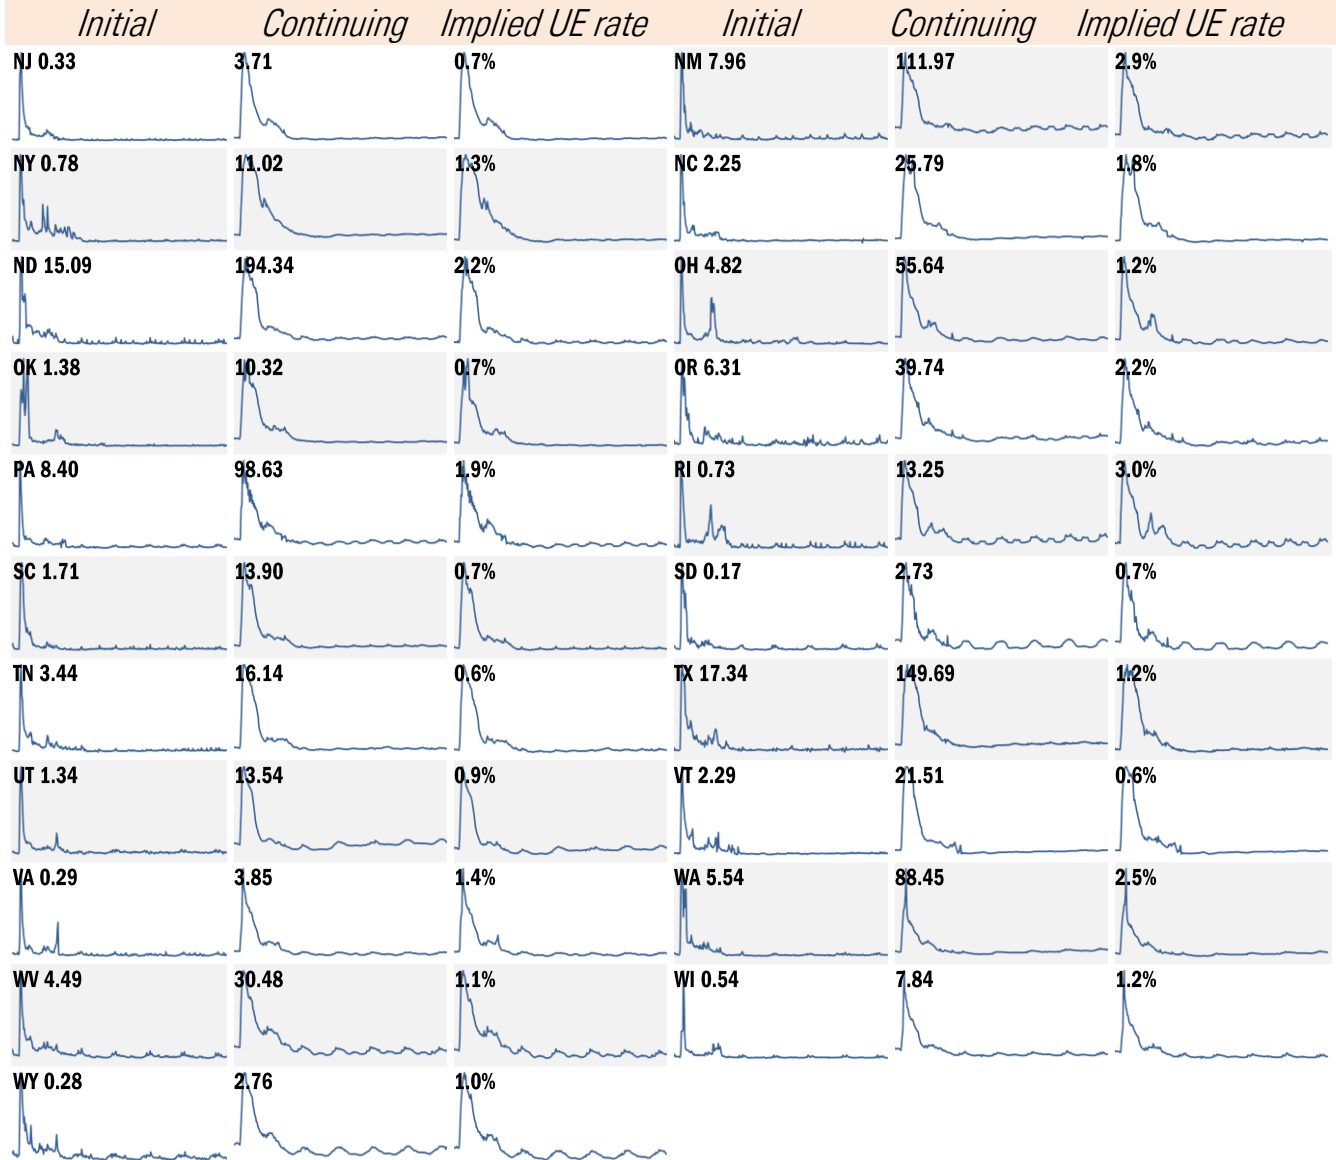 Initial Continuing Implied UE rate Initial Continuing Implied UE rate
NJ 0.33 3.71 0.7% NM 7.96 111.97 2.9%
NY 0.78 11.02 1.3% NC 2.25 25.79 1.8%
ND 15.09 194.34 2.2% OH 4.82 55.64 1.2%
OK 1.38 10.32 0.7% OR 6.31 39.74 2.2%
PA 8.40 98.63 1.9% RI 0.73 13.25 3.0%
SC 1.71 13.90 0.7% SD 0.17 2.73 0.7%
TN 3.44 16.14 0.6% TX 17.34 149.69 1.2%
UT 1.34 13.54 0.9% VT 2.29 21.51 0.6%
VA 0.29 3.85 1.4% WA 5.54 88.45 2.5%
WV 4.49 30.48 1.1% WI 0.54 7.84 1.2%
WY 0.28 2.76 1.0%